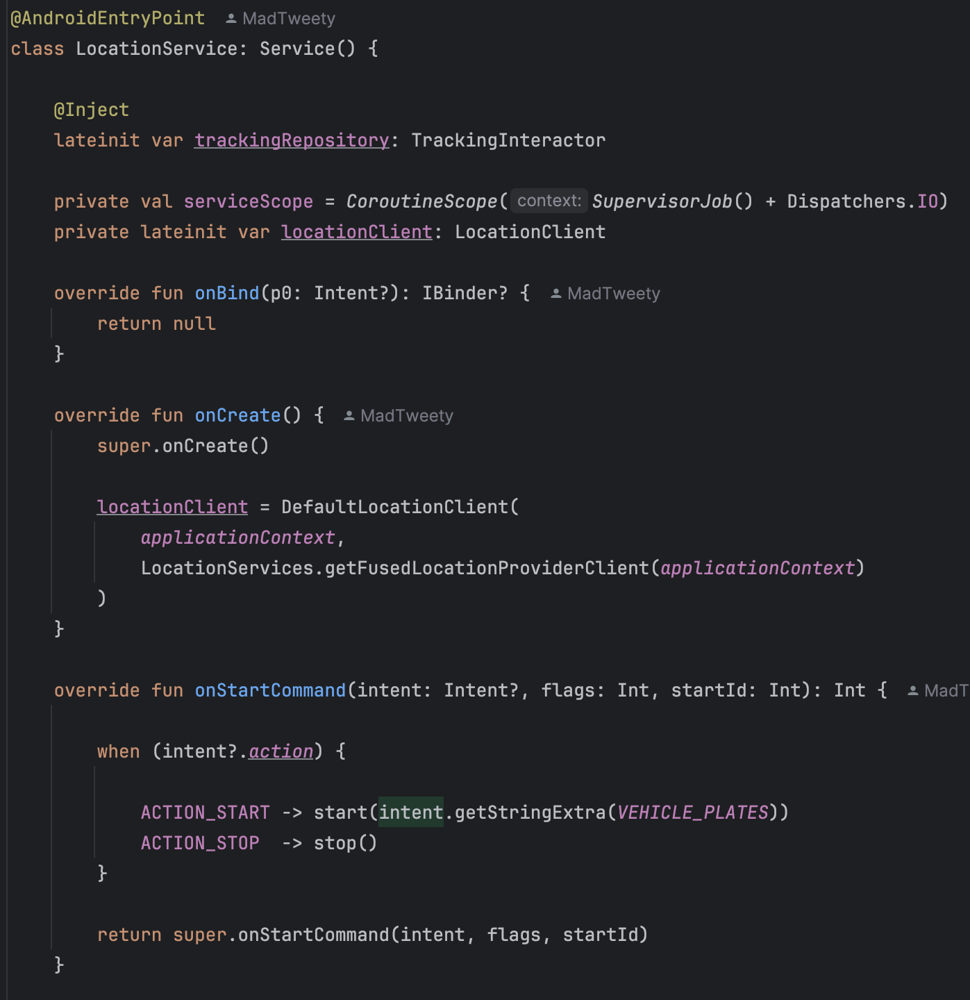 @AndroidEntryPoint MadTweety
class LocationService: Service() {
@Inject
lateinit var trackingRepository: TrackingInteractor
private val serviceScope = CoroutineScope( context: SupervisorJob() + Dispatchers.IO)
private lateinit var locationClient: LocationClient
override fun onBind(p0: Intent?): IBinder? { MadTweety
return null
}
override fun onCreate() { MadTweety
super.onCreate()
locationClient = DefaultLocationClient(
applicationContext,
LocationServices.getFusedLocationProviderClient(applicationContext)
)
}
override fun onStartCommand(intent: Intent?, flags: Int, startId: Int): Int { MadT
when (intent?.action) {
ACTION_START -> start(intent.getStringExtra(VEHICLE_PLATES))
ACTION_STOP -> stop()
}
return super.onStartCommand(intent, flags, startId)
}